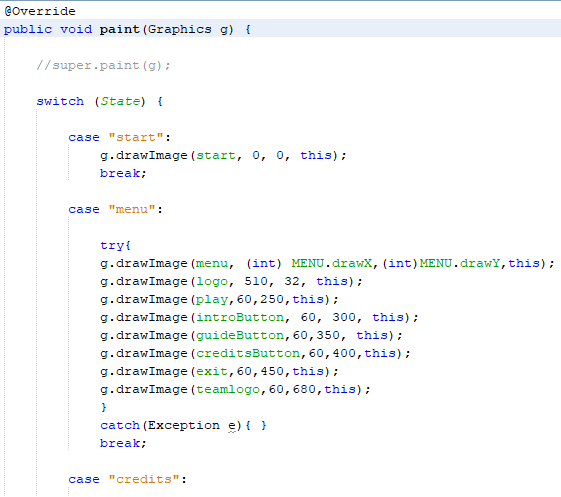 @Override
public void paint(Graphics g) {
//super.paint(g);
switch (State) {
case "start":
g.drawImage(start, 0, 0, this);
break;
case "menu":
try{
g.drawImage(menu, (int) MENU.drawX,(int)MENU.drawY,this);
g.drawImage(logo, 510, 32, this);
g.drawImage(play,60,250,this);
g.drawImage(introButton, 60, 300, this);
g.drawImage(guideButton,60,350, this);
g.drawImage(creditsButton,60,400,this);
g.drawImage(exit,60,450,this);
g.drawImage(teamlogo,60,680,this);
}
catch(Exception e){ }
break;
case "credits":